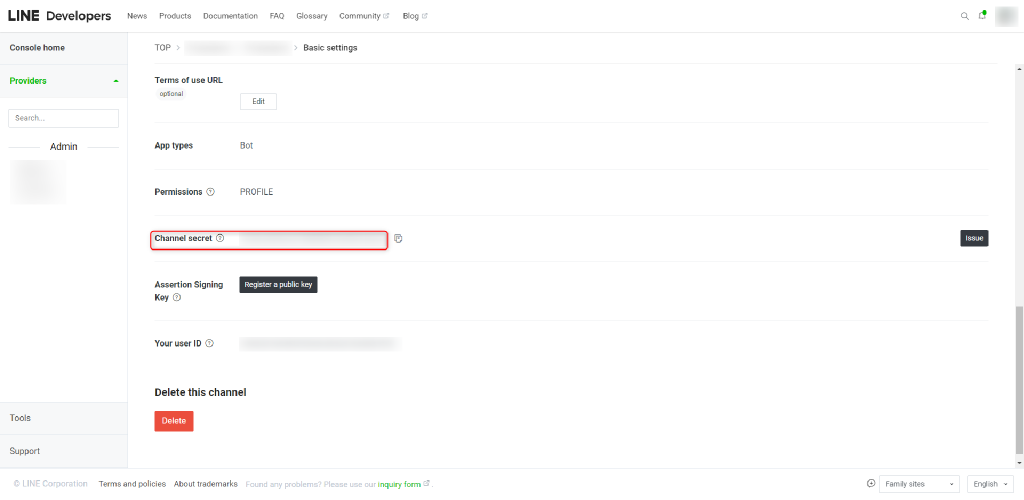 LINE Developers News Products Documentation FAQ Glossary Community Blog
Console home
TOP > > Basic settings
Providers
Terms of use URL
optional
Edit
Search...
Admin
App types Bot
Permissions PROFILE
Channel secret Issue
Assertion Signing Key Register a public key
Your user ID
Delete this channel
Delete
Tools
Support
© LINE Corporation Terms and policies About trademarks Found any problems? Please use our inquiry form. Family sites English